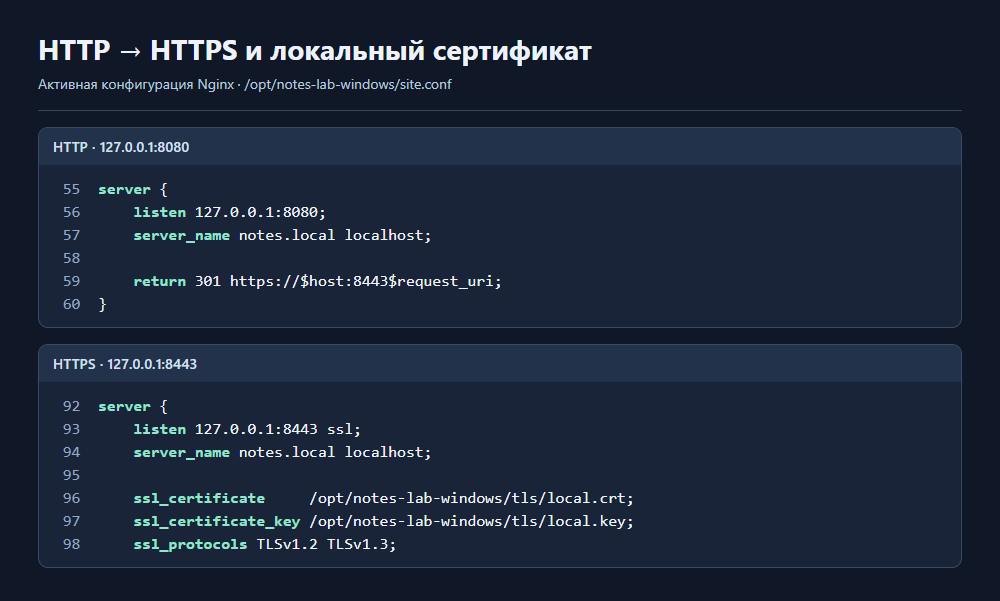 HTTP → HTTPS и локальный сертификат
Активная конфигурация Nginx · /opt/notes-lab-windows/site.conf
HTTP · 127.0.0.1:8080
55 server {
56     listen 127.0.0.1:8080;
57     server_name notes.local localhost;
58
59     return 301 https://$host:8443$request_uri;
60 }
HTTPS · 127.0.0.1:8443
92 server {
93     listen 127.0.0.1:8443 ssl;
94     server_name notes.local localhost;
95
96     ssl_certificate     /opt/notes-lab-windows/tls/local.crt;
97     ssl_certificate_key /opt/notes-lab-windows/tls/local.key;
98     ssl_protocols TLSv1.2 TLSv1.3;